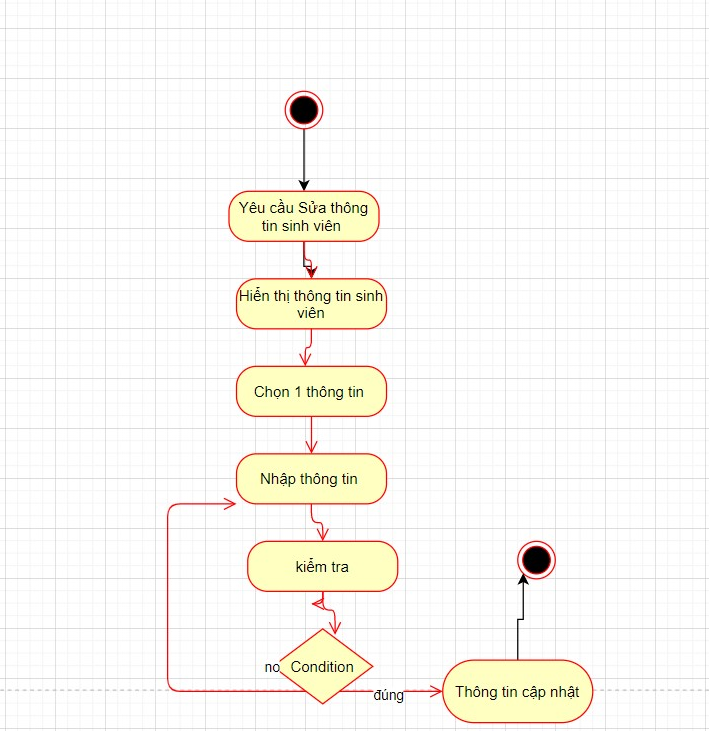 Yêu cầu Sửa thông
tin sinh viên
Hiển thị thông tin sinh
viên
Chọn 1 thông tin
Nhập thông tin
kiểm tra
no
Condition
đúng
Thông tin cập nhật